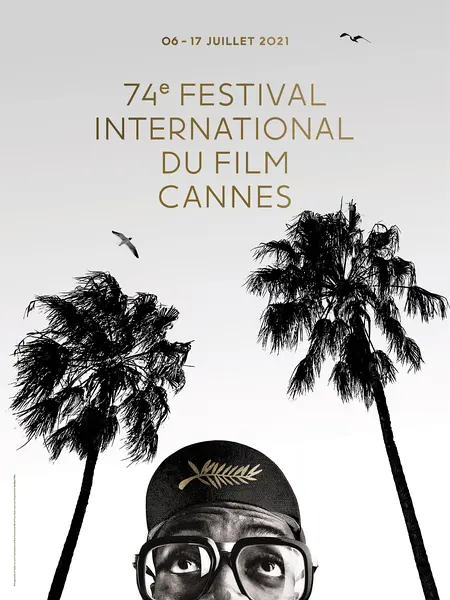 06 - 17 JUILLET 2021
74e FESTIVAL
INTERNATIONAL
DU FILM
CANNES